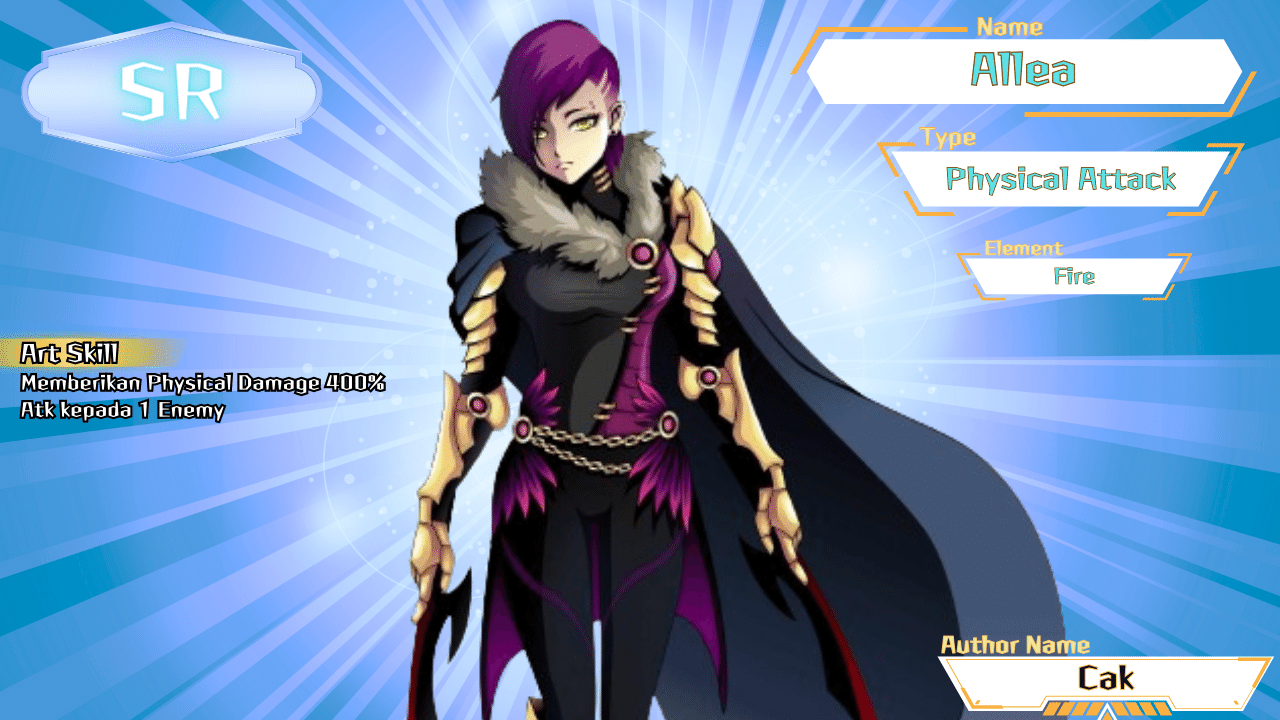 SR
Name
Allea
Type
Physical Attack
Element
Fire
Art Skill
Memberikan Physical Damage 400%
Atk kepada 1 Enemy
Author Name
Cak